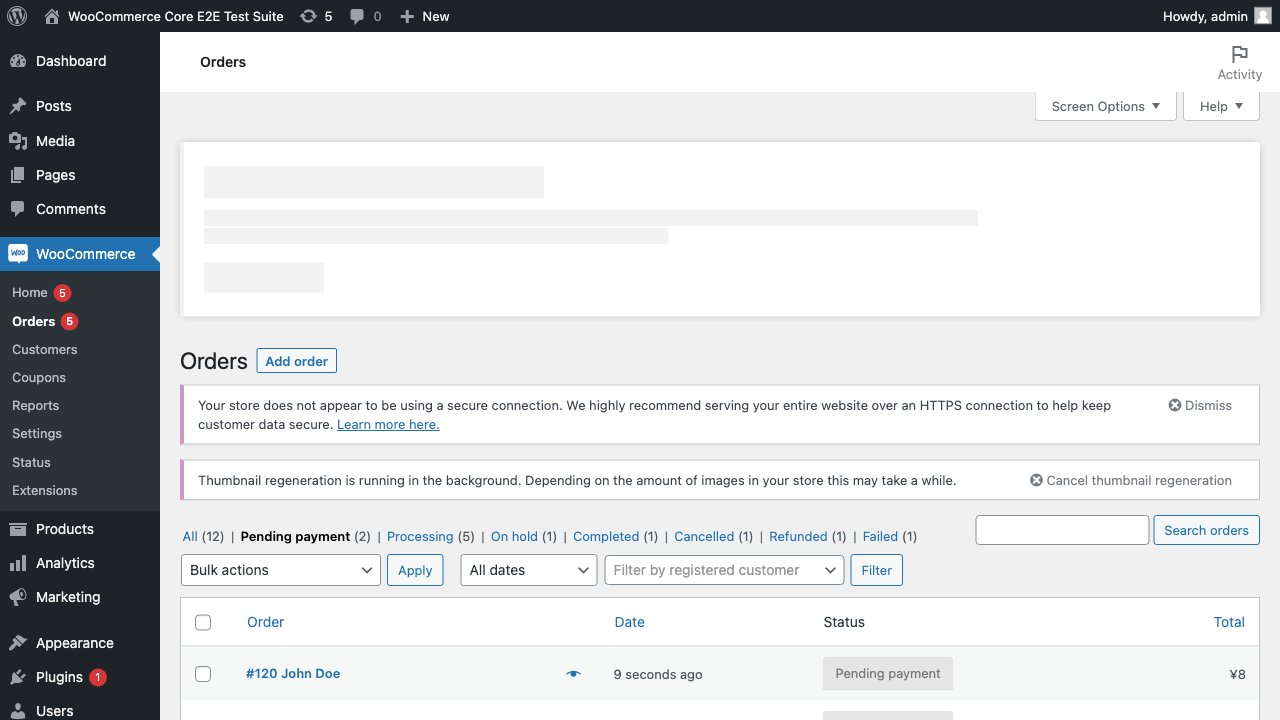 WooCommerce Core E2E Test Suite 5 0 New Howdy, admin
Dashboard
Posts
Media
Pages
Comments
woo WooCommerce
Home 5
Orders 5
Customers
Coupons
Reports
Settings
Status
Extensions
Products
Analytics
Marketing
Appearance
Plugins 1
Users
Orders
Activity
Screen Options
Help
Orders Add order
Your store does not appear to be using a secure connection. We highly recommend serving your entire website over an HTTPS connection to help keep
customer data secure. Learn more here.
Dismiss
Thumbnail regeneration is running in the background. Depending on the amount of images in your store this may take a while.
Cancel thumbnail regeneration
All (12) | Pending payment (2) | Processing (5) | On hold (1) | Completed (1) | Cancelled (1) | Refunded (1) | Failed (1)
Search orders
Bulk actions Apply All dates Filter by registered customer Filter
Order Date Status Total
#120 John Doe 9 seconds ago Pending payment ¥8